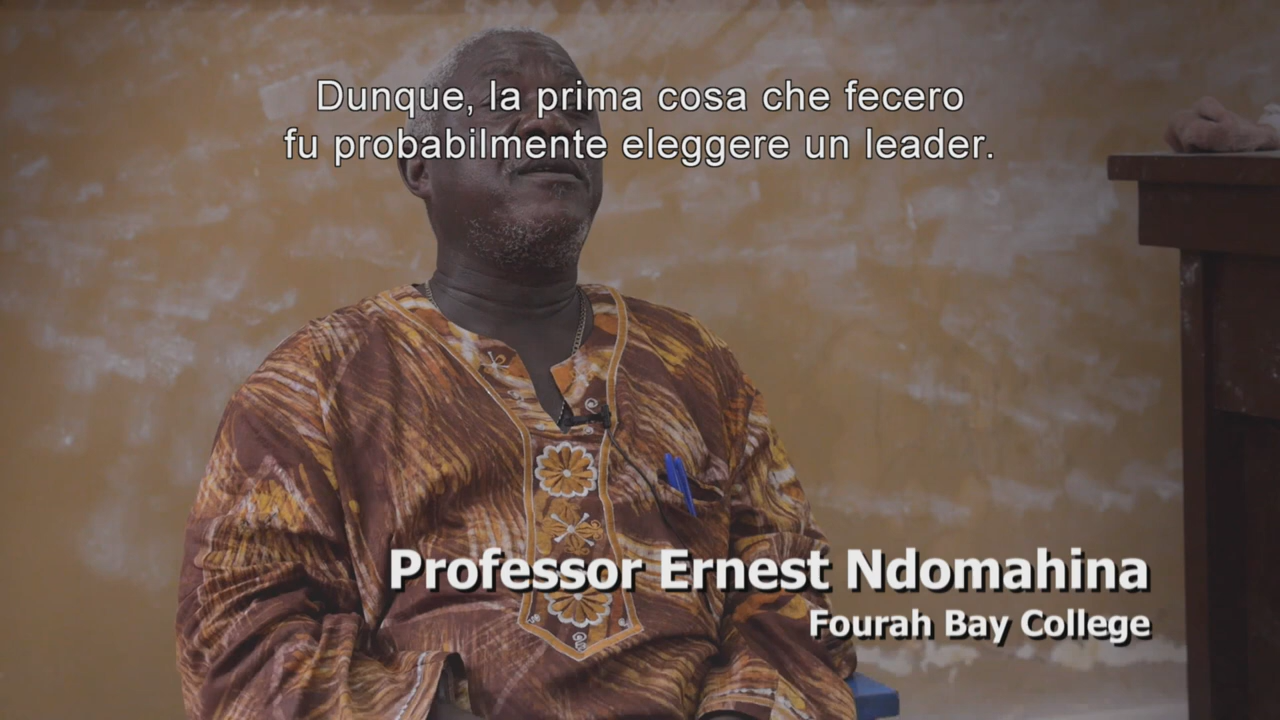 Dunque, la prima cosa che fecero
fu probabilmente eleggere un leader.
Professor Ernest Ndomahina
Fourah Bay College